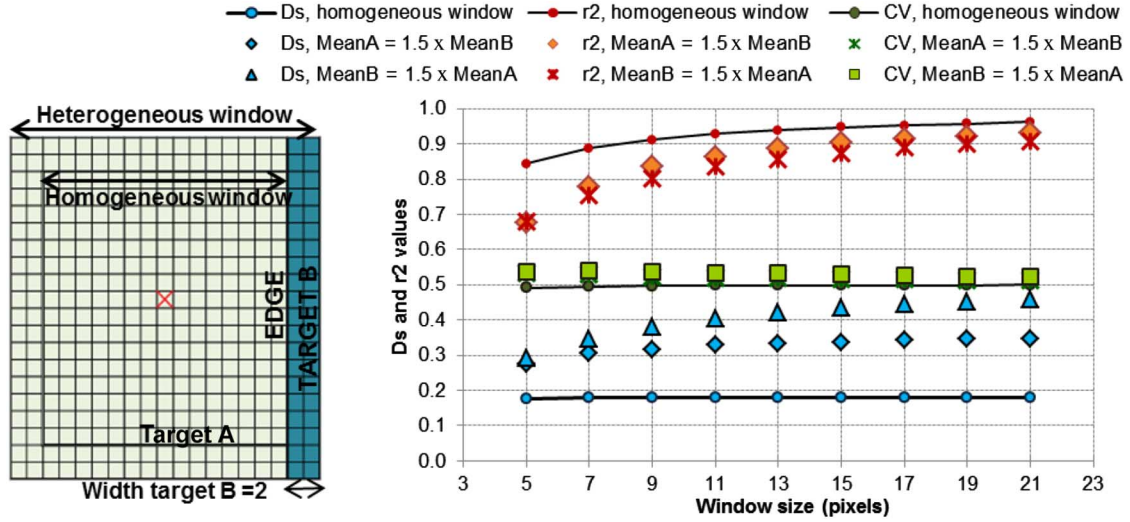 Ds, homogeneous window r2, homogeneous window CV, homogeneous window
Ds, MeanA = 1.5 x MeanB r2, MeanA = 1.5 x MeanB CV, MeanA = 1.5 x MeanB
Ds, MeanB = 1.5 x MeanA r2, MeanB = 1.5 x MeanA CV, MeanB = 1.5 x MeanA
Heterogeneous window
Homogeneous window
EDGE
TARGET B
Target A
Width target B =2
Ds and r2 values
1.0
0.9
0.8
0.7
0.6
0.5
0.4
0.3
0.2
0.1
0.0
3 5 7 9 11 13 15 17 19 21 23
Window size (pixels)